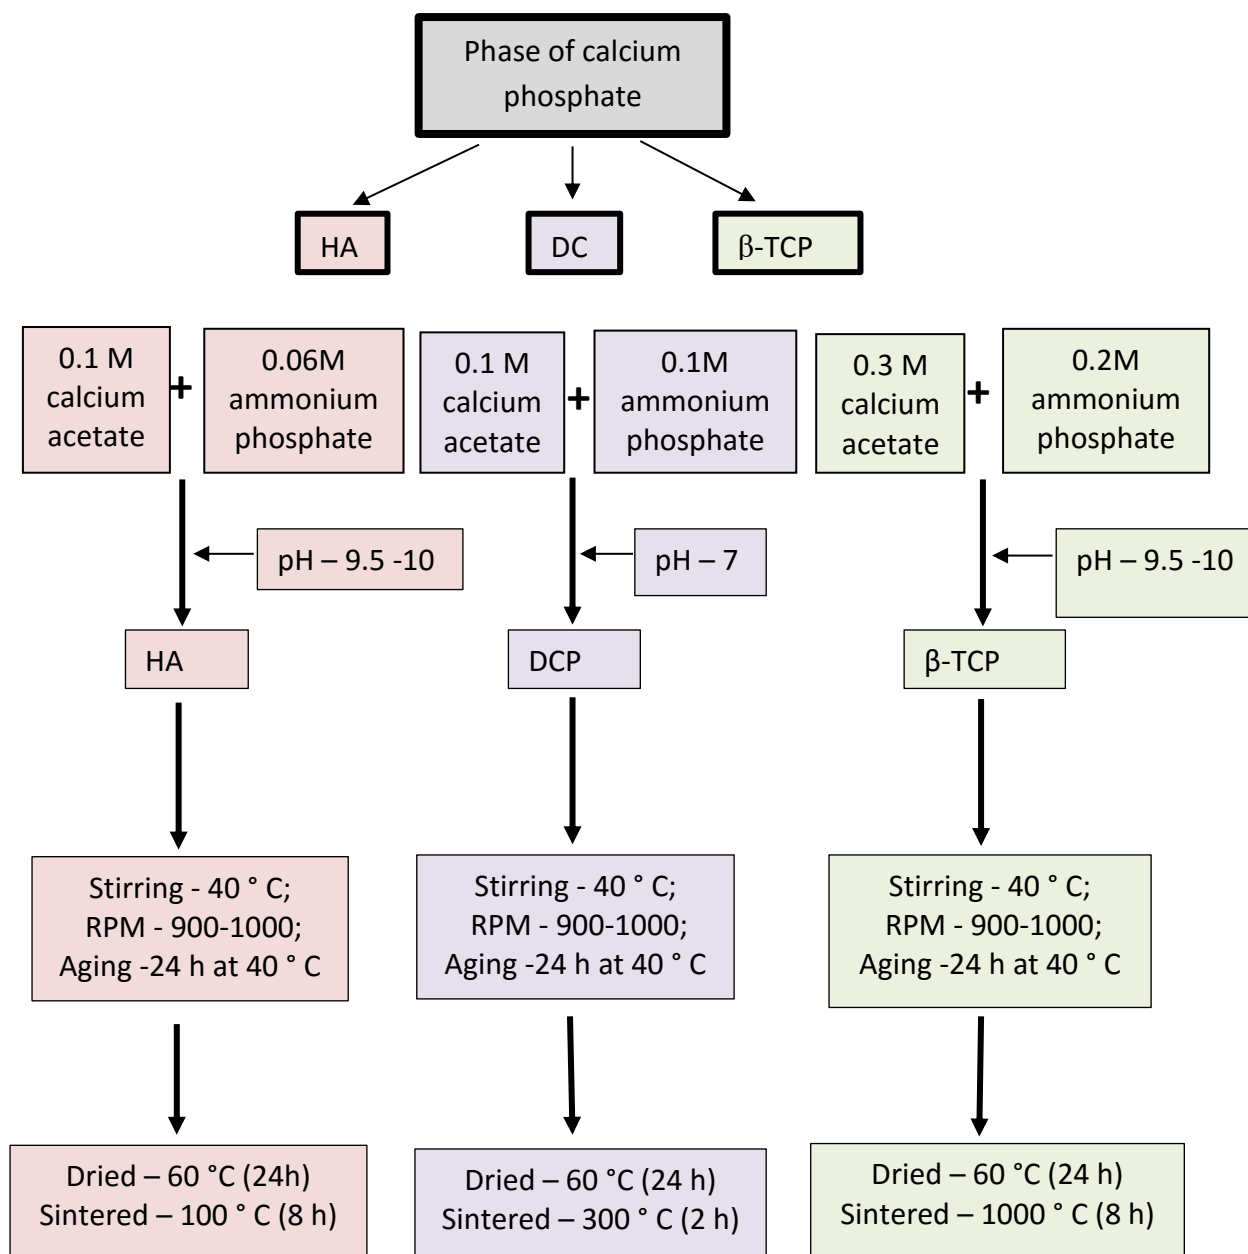 Phase of calcium
phosphate
HA
DC
β-TCP
0.1 M
calcium
acetate
+
0.06M
ammonium
phosphate
0.1 M
calcium
acetate
+
0.1M
ammonium
phosphate
0.3 M
calcium
acetate
+
0.2M
ammonium
phosphate
pH – 9.5 -10
pH – 7
pH – 9.5 -10
HA
DCP
β-TCP
Stirring - 40 ° C;
RPM - 900-1000;
Aging -24 h at 40 ° C
Stirring - 40 ° C;
RPM - 900-1000;
Aging -24 h at 40 ° C
Stirring - 40 ° C;
RPM - 900-1000;
Aging -24 h at 40 ° C
Dried – 60 °C (24h)
Sintered – 100 ° C (8 h)
Dried – 60 °C (24 h)
Sintered – 300 °C (2 h)
Dried – 60 °C (24 h)
Sintered – 1000 °C (8 h)